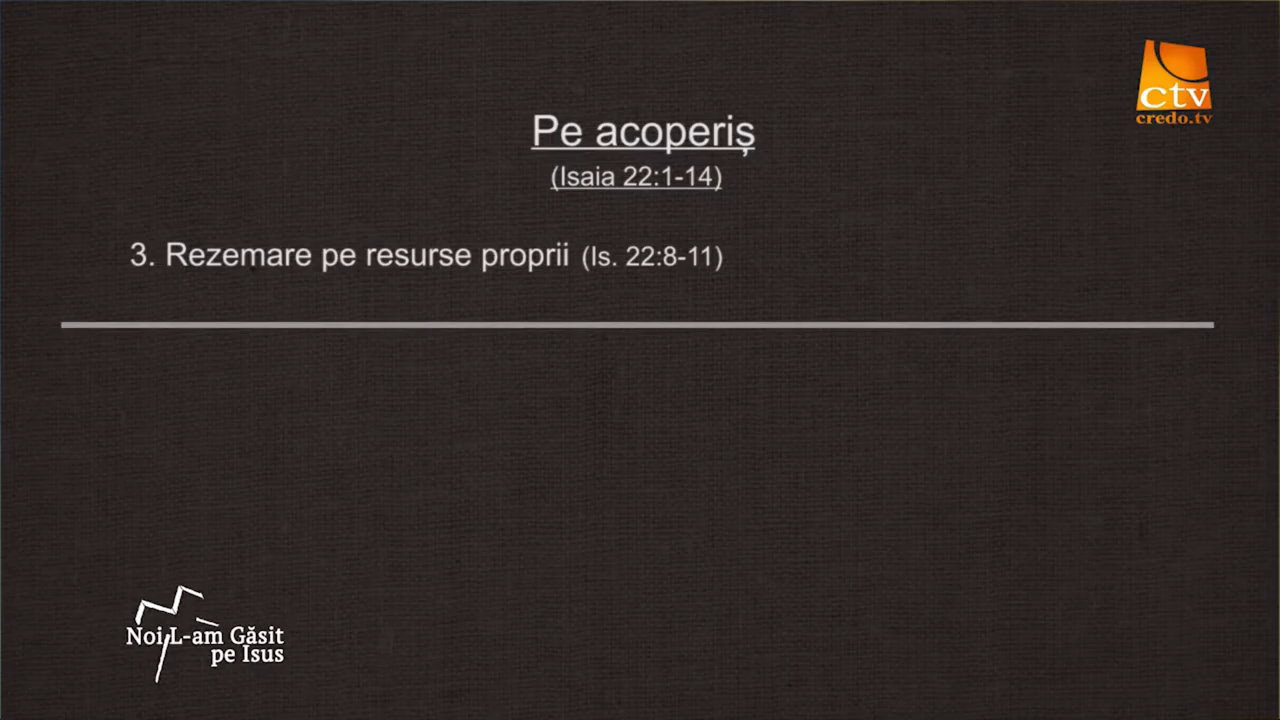 ctv
credo.tv
Pe acoperiș
(Isaia 22:1-14)
3. Rezemare pe resurse proprii (Is. 22:8-11)
Noi L-am Găsit
pe Isus